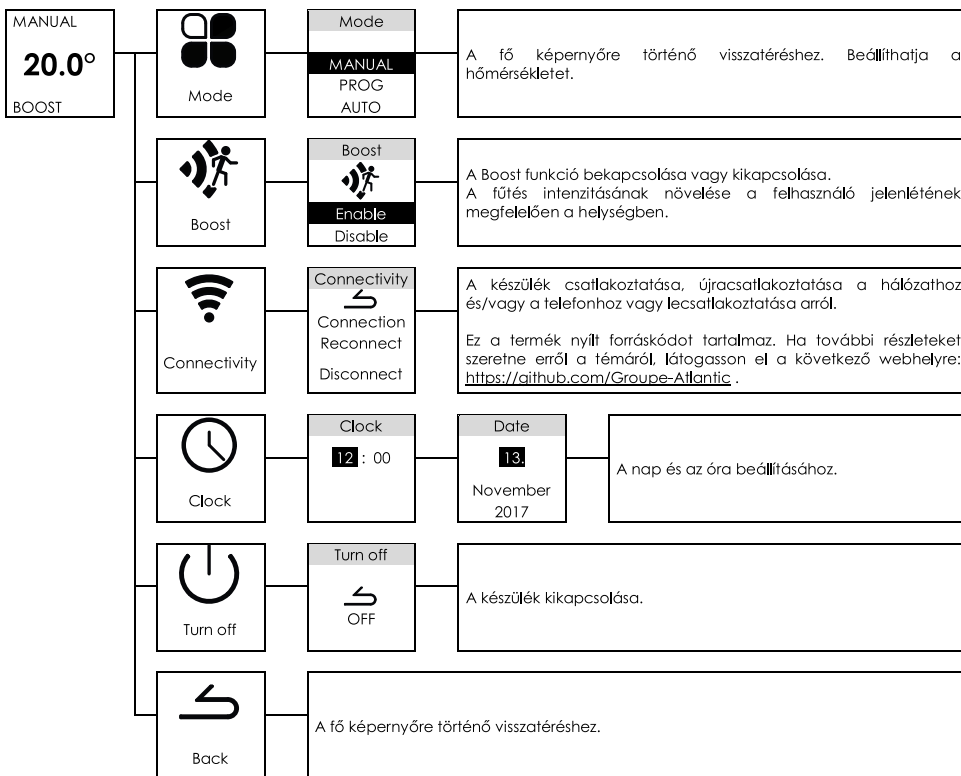 MANUAL
20.0°
BOOST
Mode
Mode
MANUAL
PROG
AUTO
A fő képernyőre történő visszatéréshez. Beállíthatja a
hőmérsékletet.
Boost
Boost
Enable
Disable
A Boost funkció bekapcsolása vagy kikapcsolása.
A fűtés intenzitásának növelése a felhasználó jelenlétének
megfelelően a helységben.
Connectivity
Connectivity
Connection
Reconnect
Disconnect
A készülék csatlakoztatása, újracsatlakoztatása a hálózathoz
és/vagy a telefonhoz vagy lecsatlakoztatása arról.
Ez a termék nyílt forráskódot tartalmaz. Ha további részleteket
szeretne erről a témáról, látogasson el a következő webhelyre:
https://github.com/Groupe-Atlantic .
Clock
Clock
12 : 00
Date
13.
November
2017
A nap és az óra beállításához.
Turn off
Turn off
OFF
A készülék kikapcsolása.
Back
A fő képernyőre történő visszatéréshez.